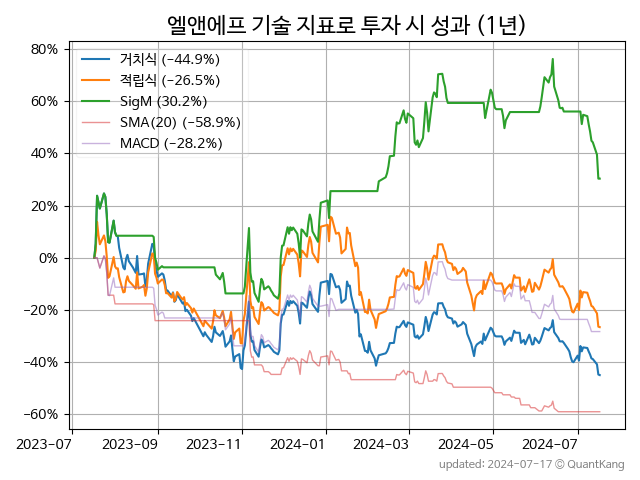 엘앤에프 기술 지표로 투자 시 성과 (1년)
80%
60%
40%
20%
0%
−20%
−40%
−60%
거치식 (−44.9%)
적립식 (−26.5%)
SigM (30.2%)
SMA(20) (−58.9%)
MACD (−28.2%)
2023-07
2023-09
2023-11
2024-01
2024-03
2024-05
2024-07
updated: 2024-07-17 © QuantKang